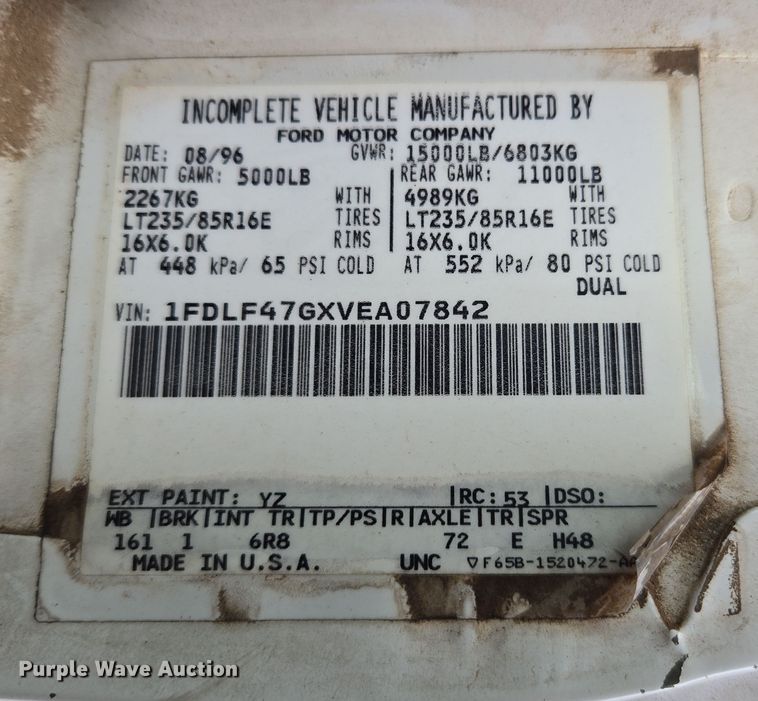 INCOMPLETE VEHICLE MANUFACTURED BY
FORD MOTOR COMPANY
DATE: 08/96 GVWR: 15000LB/6803KG
FRONT GAWR: 5000LB REAR GAWR: 11000LB
2267KG WITH 4989KG WITH
LT235/85R16E TIRES LT235/85R16E TIRES
16X6.0K RIMS 16X6.0K RIMS
AT 448 kPa/ 65 PSI COLD AT 552 kPa/ 80 PSI COLD
DUAL
VIN: 1FDLF47GXVEA07842
EXT PAINT: YZ RC: 53 DSO:
WB BRK INT TR TP/PS R AXLE TR SPR
161 1 6R8 72 E H48
MADE IN U.S.A. UNC ▽ F65B-1520472-AA
Purple Wave Auction